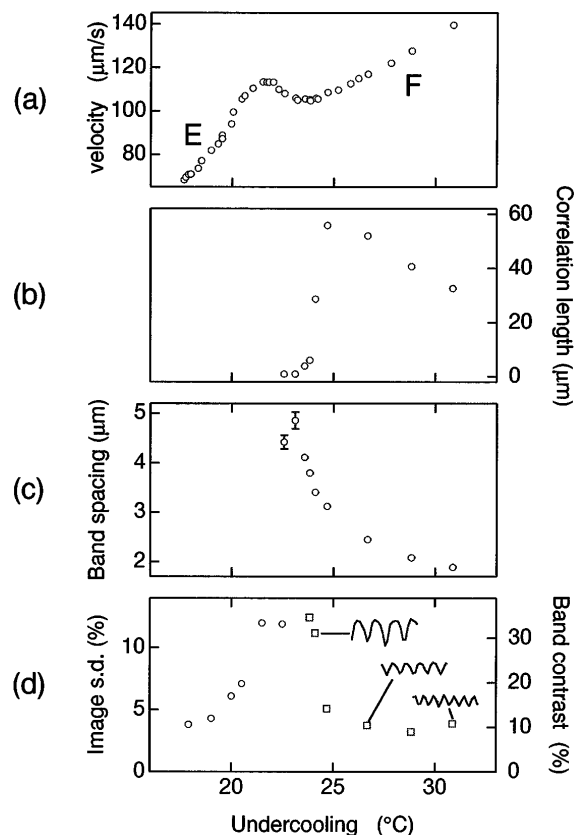 (a)
velocity (μm/s)
140
120
100
80
E
F
(b)
Correlation length (μm)
60
40
20
0
(c)
Band spacing (μm)
5
4
3
2
(d)
Image s.d. (%)
10
5
0
Band contrast (%)
30
20
10
0
20
25
30
Undercooling (°C)